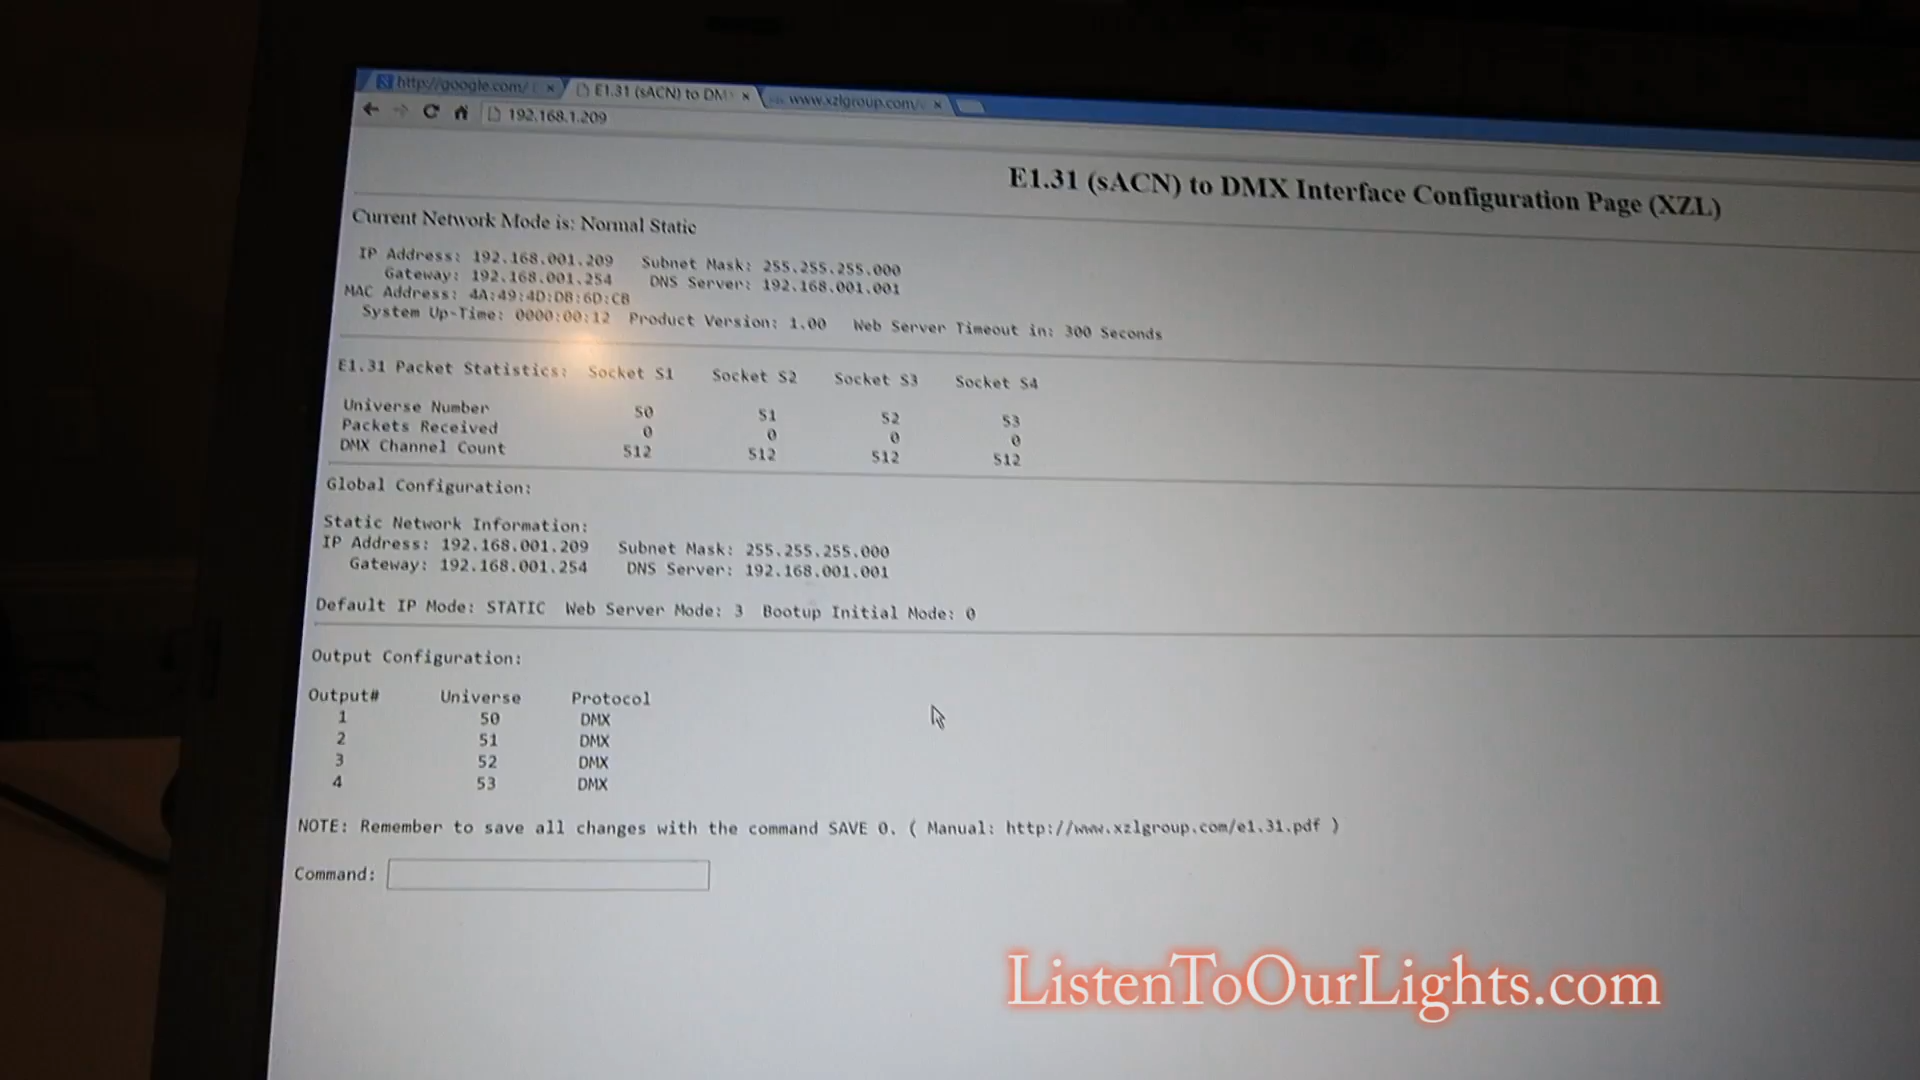 http://google.com/
E1.31 (sACN) to DM
www.xzlgroup.com/
192.168.1.209
E1.31 (sACN) to DMX Interface Configuration Page (XZL)
Current Network Mode is: Normal Static
IP Address: 192.168.001.209 Subnet Mask: 255.255.255.000
Gateway: 192.168.001.254 DNS Server: 192.168.001.001
MAC Address: 4A:49:4D:D8:6D:C8
System Up-Time: 0000:00:12 Product Version: 1.00 Web Server Timeout in: 300 Seconds
E1.31 Packet Statistics: Socket S1 Socket S2 Socket S3 Socket S4
Universe Number 50 51 52 53
Packets Received 0 0 0 0
DMX Channel Count 512 512 512 512
Global Configuration:
Static Network Information:
IP Address: 192.168.001.209 Subnet Mask: 255.255.255.000
Gateway: 192.168.001.254 DNS Server: 192.168.001.001
Default IP Mode: STATIC Web Server Mode: 3 Bootup Initial Mode: 0
Output Configuration:
Output# Universe Protocol
1 50 DMX
2 51 DMX
3 52 DMX
4 53 DMX
NOTE: Remember to save all changes with the command SAVE 0. ( Manual: http://www.xzlgroup.com/e1.31.pdf )
Command:
ListenToOurLights.com